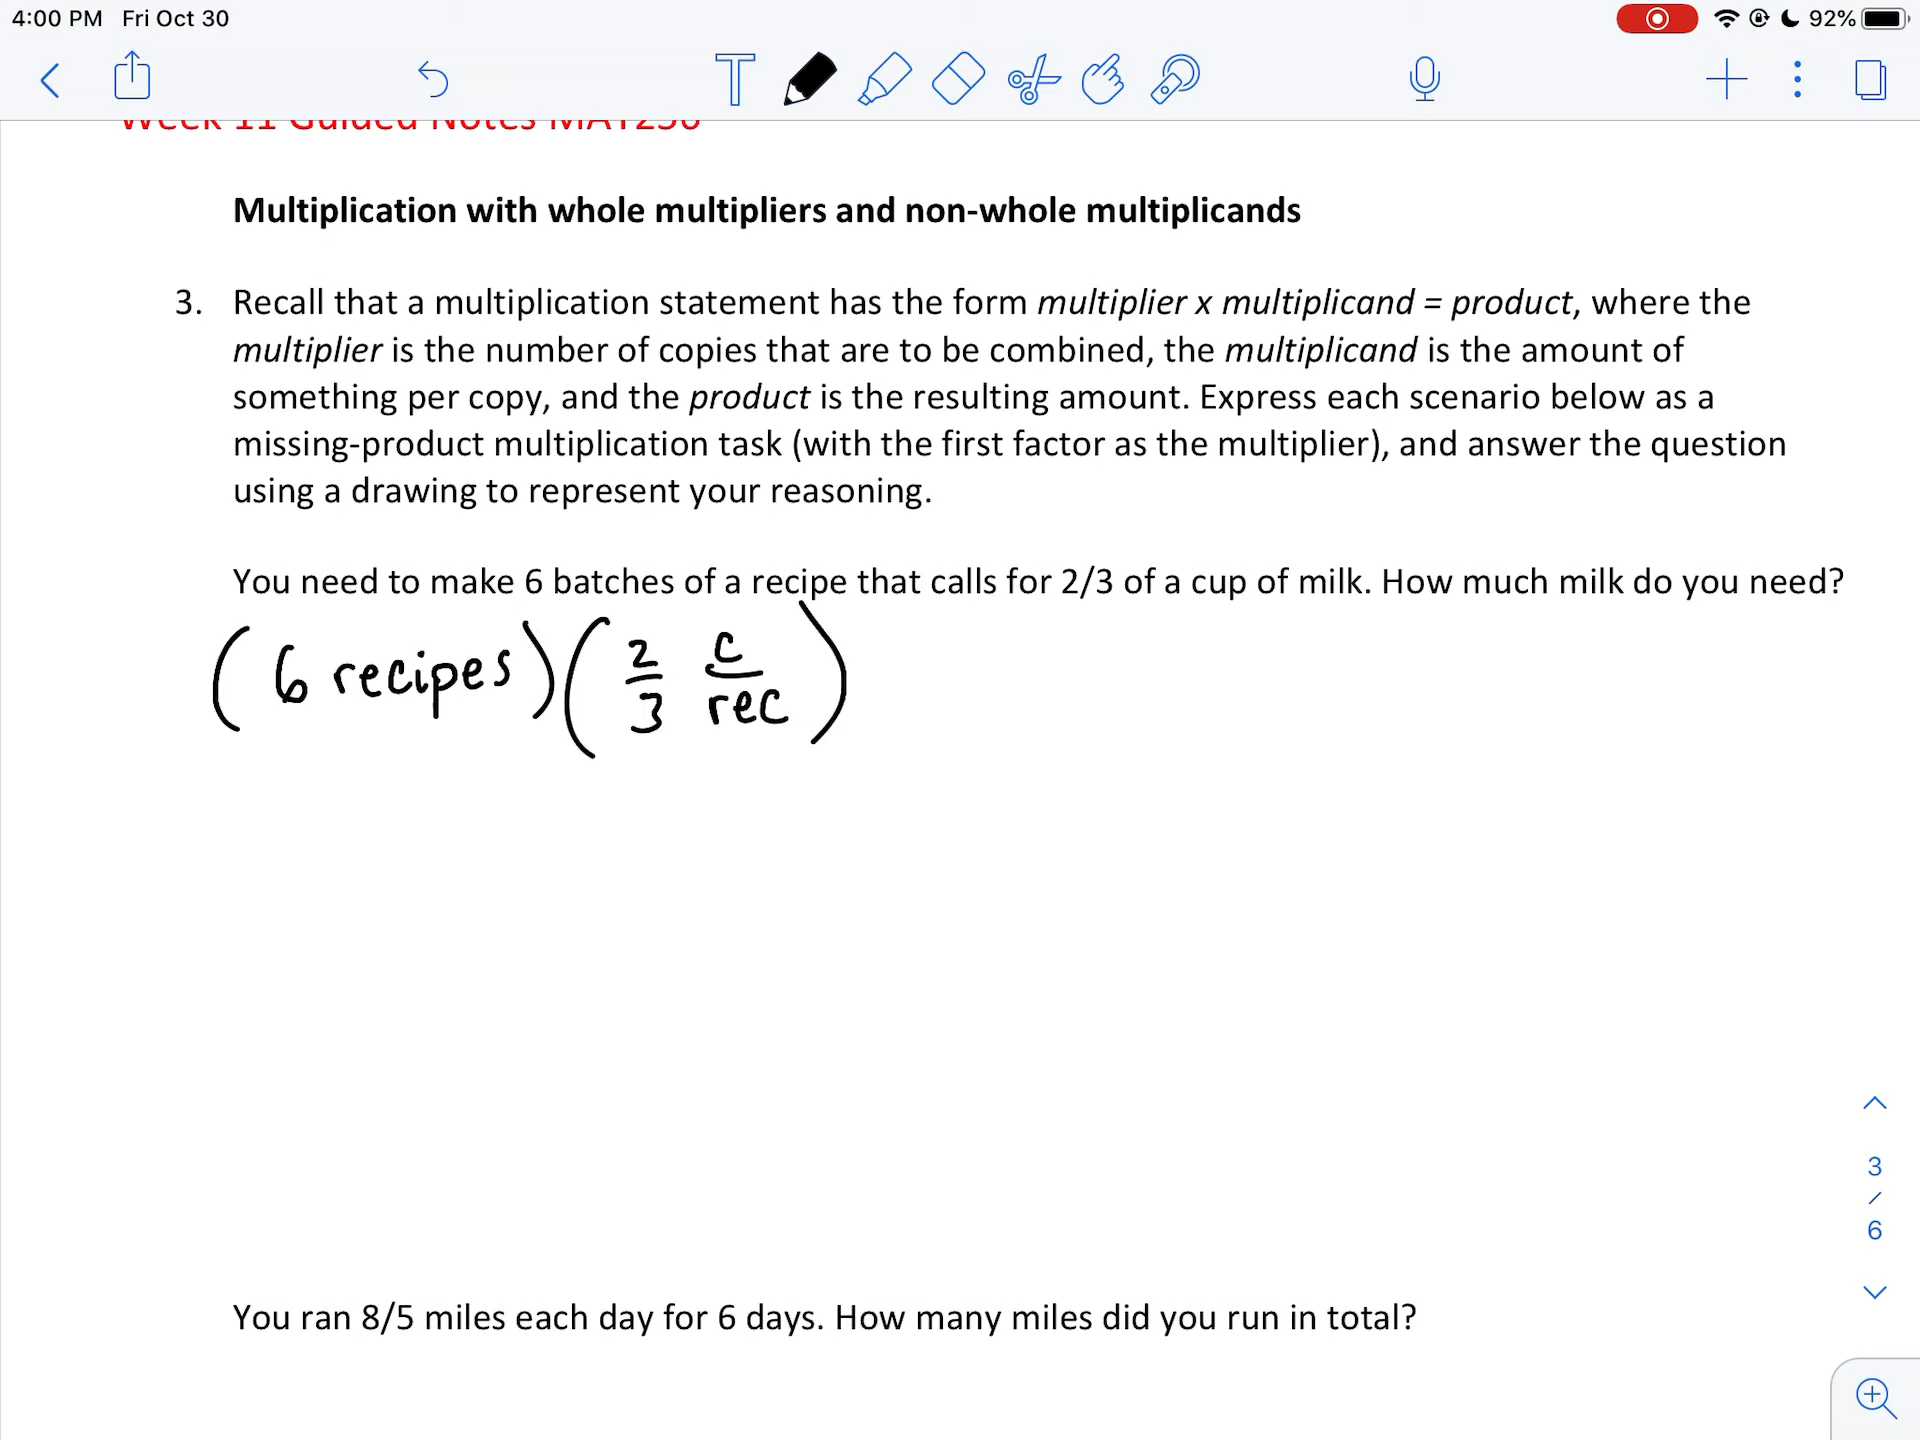 4:00 PM Fri Oct 30 92%
Week 11 Guided Notes MAT256
Multiplication with whole multipliers and non-whole multiplicands
3. Recall that a multiplication statement has the form multiplier x multiplicand = product, where the
multiplier is the number of copies that are to be combined, the multiplicand is the amount of
something per copy, and the product is the resulting amount. Express each scenario below as a
missing-product multiplication task (with the first factor as the multiplier), and answer the question
using a drawing to represent your reasoning.
You need to make 6 batches of a recipe that calls for 2/3 of a cup of milk. How much milk do you need?
(6 recipes)(2/3 c/rec)
3
/
6
You ran 8/5 miles each day for 6 days. How many miles did you run in total?